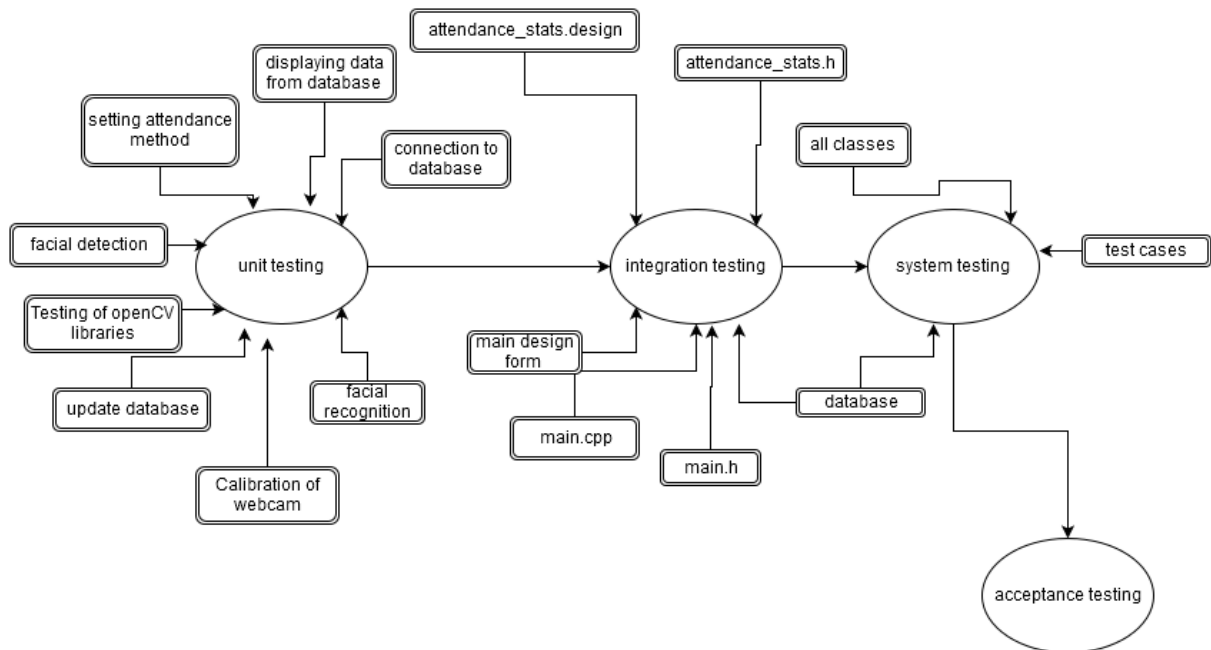 attendance_stats.design
displaying data
from database
attendance_stats.h
setting attendance
method
connection to
database
all classes
facial detection
unit testing
integration testing
system testing
test cases
Testing of openCV
libraries
main design
form
update database
facial
recognition
database
main.cpp
main.h
Calibration of
webcam
acceptance testing